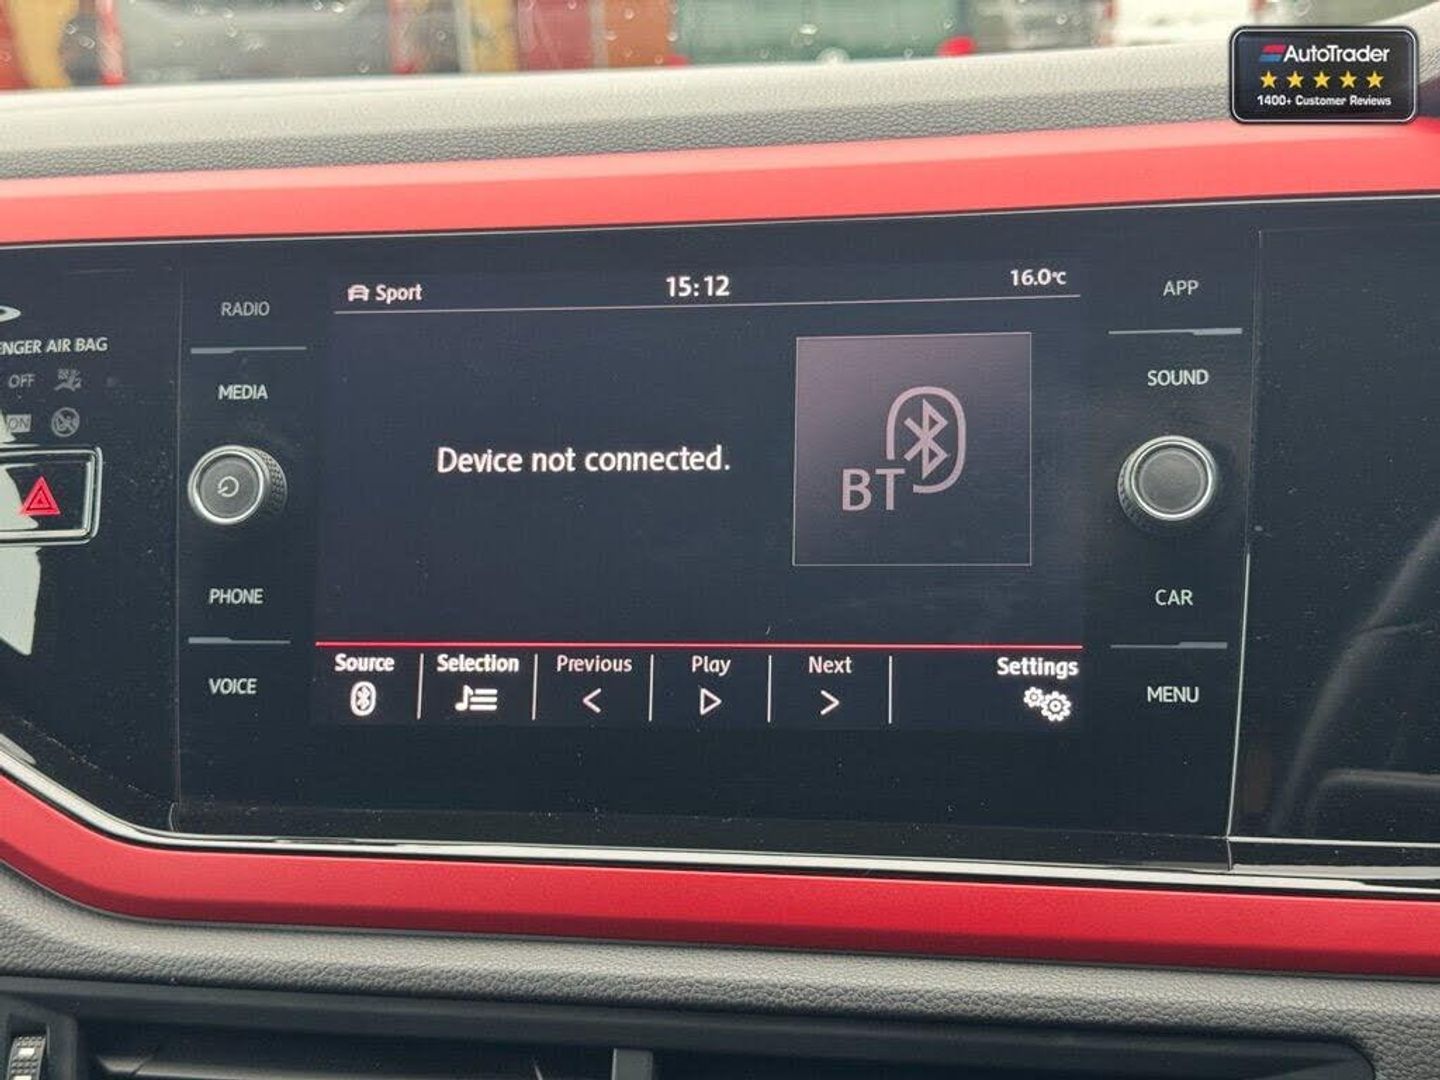 AutoTrader
1400+ Customer Reviews
Sport
15:12
16.0°C
RADIO
MEDIA
PHONE
VOICE
ENGER AIR BAG
OFF
ON
Device not connected.
BT
Source
Selection
Previous
Play
Next
Settings
APP
SOUND
CAR
MENU